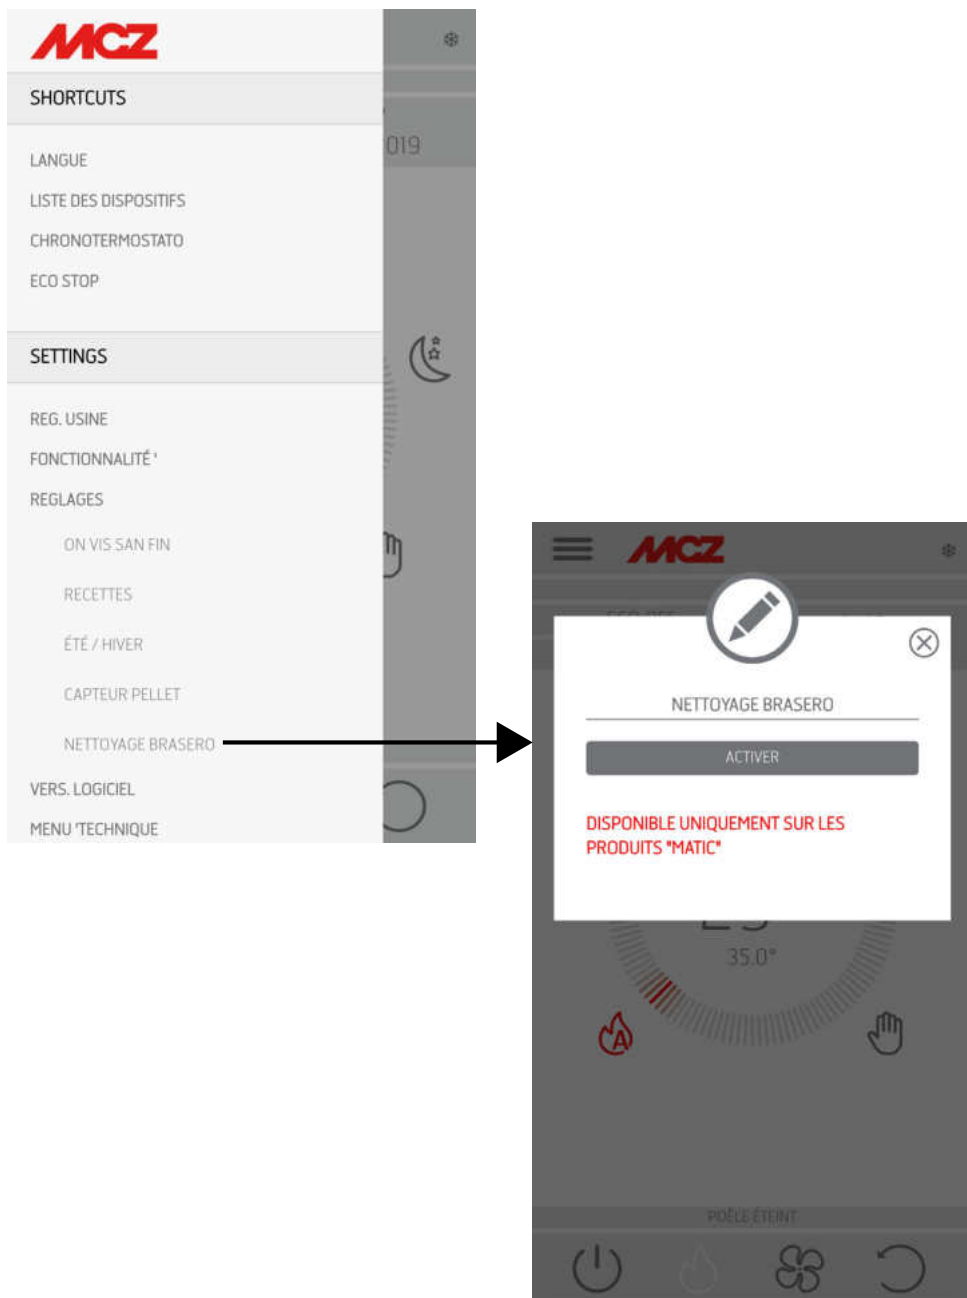 MCZ
SHORTCUTS
019
LANGUE
LISTE DES DISPOSITIFS
CHRONOTERMOSTATO
ECO STOP
SETTINGS
REG. USINE
FONCTIONNALITÉ '
REGLAGES
ON VIS SAN FIN
RECETTES
ÉTÉ / HIVER
CAPTEUR PELLET
NETTOYAGE BRASERO
VERS. LOGICIEL
MENU 'TECHNIQUE
MCZ
NETTOYAGE BRASERO
ACTIVER
DISPONIBLE UNIQUEMENT SUR LES
PRODUITS "MATIC"
35.0°
A
POÊLE ÉTEINT